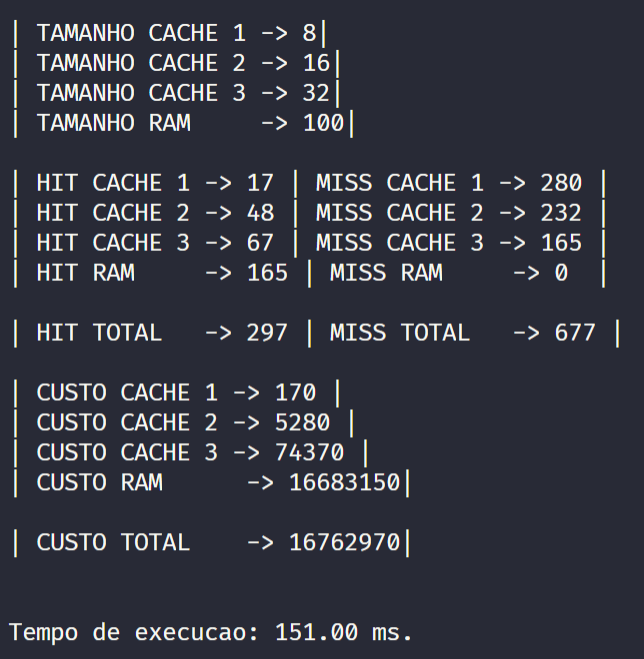 | TAMANHO CACHE 1 -> 8|
| TAMANHO CACHE 2 -> 16|
| TAMANHO CACHE 3 -> 32|
| TAMANHO RAM     -> 100|
| HIT CACHE 1 -> 17 | MISS CACHE 1 -> 280 |
| HIT CACHE 2 -> 48 | MISS CACHE 2 -> 232 |
| HIT CACHE 3 -> 67 | MISS CACHE 3 -> 165 |
| HIT RAM     -> 165 | MISS RAM     -> 0  |
| HIT TOTAL   -> 297 | MISS TOTAL   -> 677 |
| CUSTO CACHE 1 -> 170 |
| CUSTO CACHE 2 -> 5280 |
| CUSTO CACHE 3 -> 74370 |
| CUSTO RAM      -> 16683150|
| CUSTO TOTAL    -> 16762970|
Tempo de execucao: 151.00 ms.